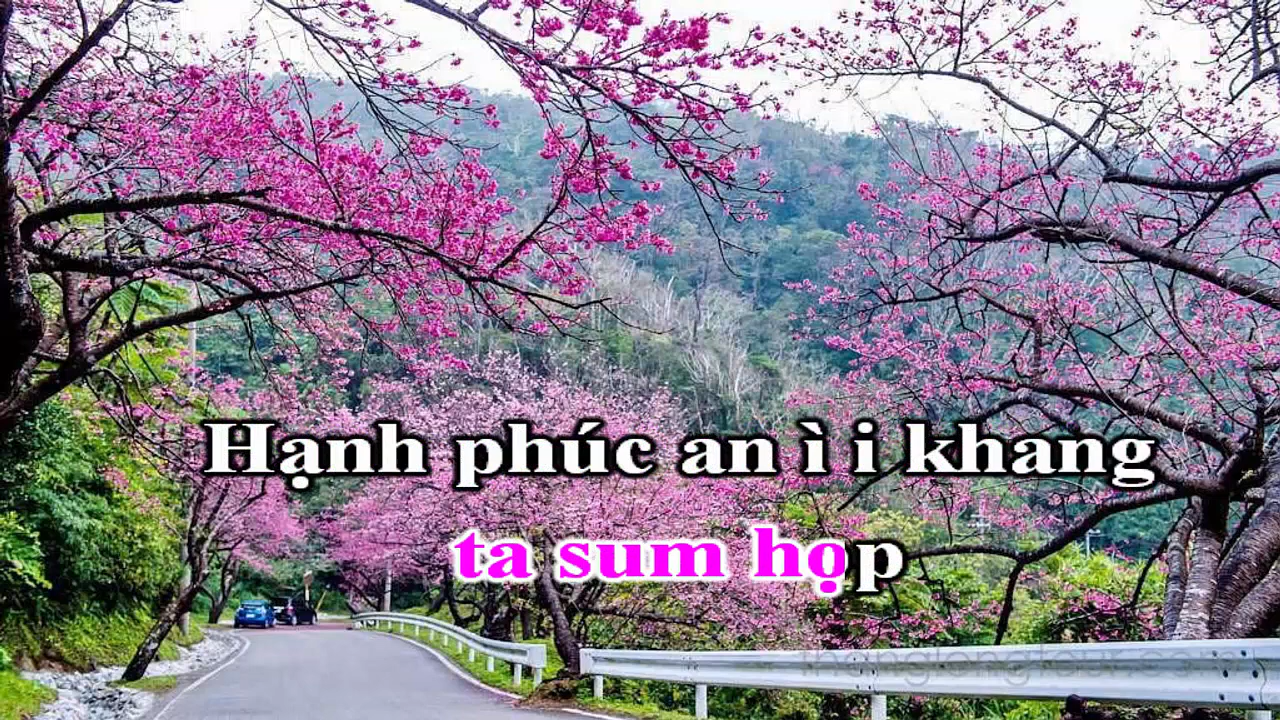 Hạnh phúc an ì i khang
ta sum họp